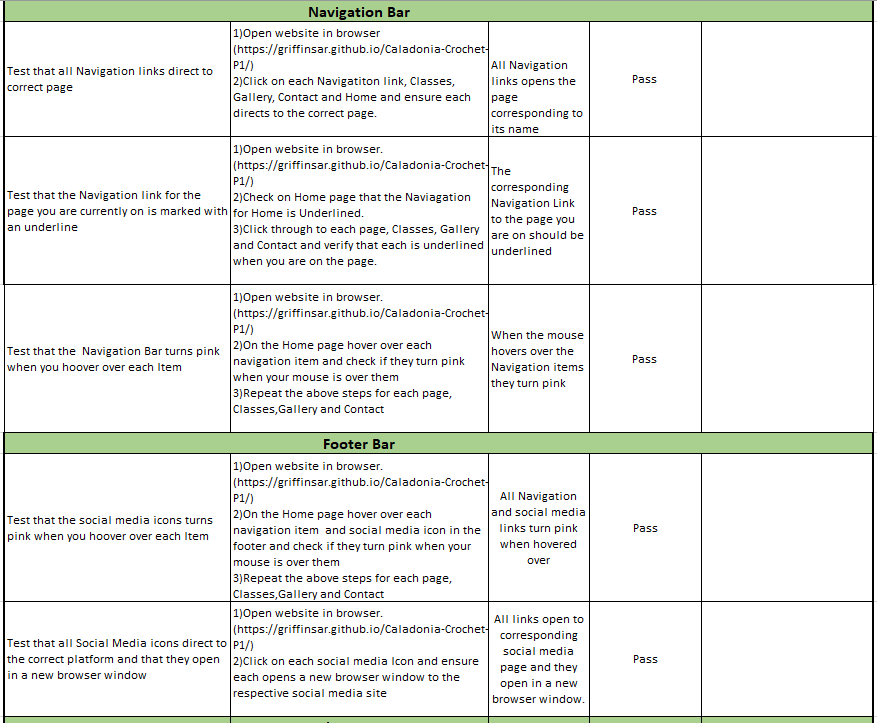 Navigation Bar
Test that all Navigation links direct to
correct page
1)Open website in browser
(https://griffinsar.github.io/Caladonia-Crochet-
P1/)
2)Click on each Navigatiton link, Classes,
Gallery, Contact and Home and ensure each
directs to the correct page.
All Navigation
links opens the
page
corresponding to
its name
Pass
Test that the Navigation link for the
page you are currently on is marked with
an underline
1)Open website in browser.
(https://griffinsar.github.io/Caladonia-Crochet-
P1/)
2)Check on Home page that the Naviagation
for Home is Underlined.
3)Click through to each page, Classes, Gallery
and Contact and verify that each is underlined
when you are on the page.
The
corresponding
Navigation Link
to the page you
are on should be
underlined
Pass
Test that the  Navigation Bar turns pink
when you hoover over each Item
1)Open website in browser.
(https://griffinsar.github.io/Caladonia-Crochet-
P1/)
2)On the Home page hover over each
navigation item and check if they turn pink
when your mouse is over them
3)Repeat the above steps for each page,
Classes,Gallery and Contact
When the mouse
hovers over the
Navigation items
they turn pink
Pass
Footer Bar
Test that the social media icons turns
pink when you hoover over each Item
1)Open website in browser.
(https://griffinsar.github.io/Caladonia-Crochet-
P1/)
2)On the Home page hover over each
navigation item  and social media icon in the
footer and check if they turn pink when your
mouse is over them
3)Repeat the above steps for each page,
Classes,Gallery and Contact
All Navigation
and social media
links turn pink
when hovered
over
Pass
Test that all Social Media icons direct to
the correct platform and that they open
in a new browser window
1)Open website in browser.
(https://griffinsar.github.io/Caladonia-Crochet-
P1/)
2)Click on each social media Icon and ensure
each opens a new browser window to the
respective social media site
All links open to
corresponding
social media
page and they
open in a new
browser window.
Pass